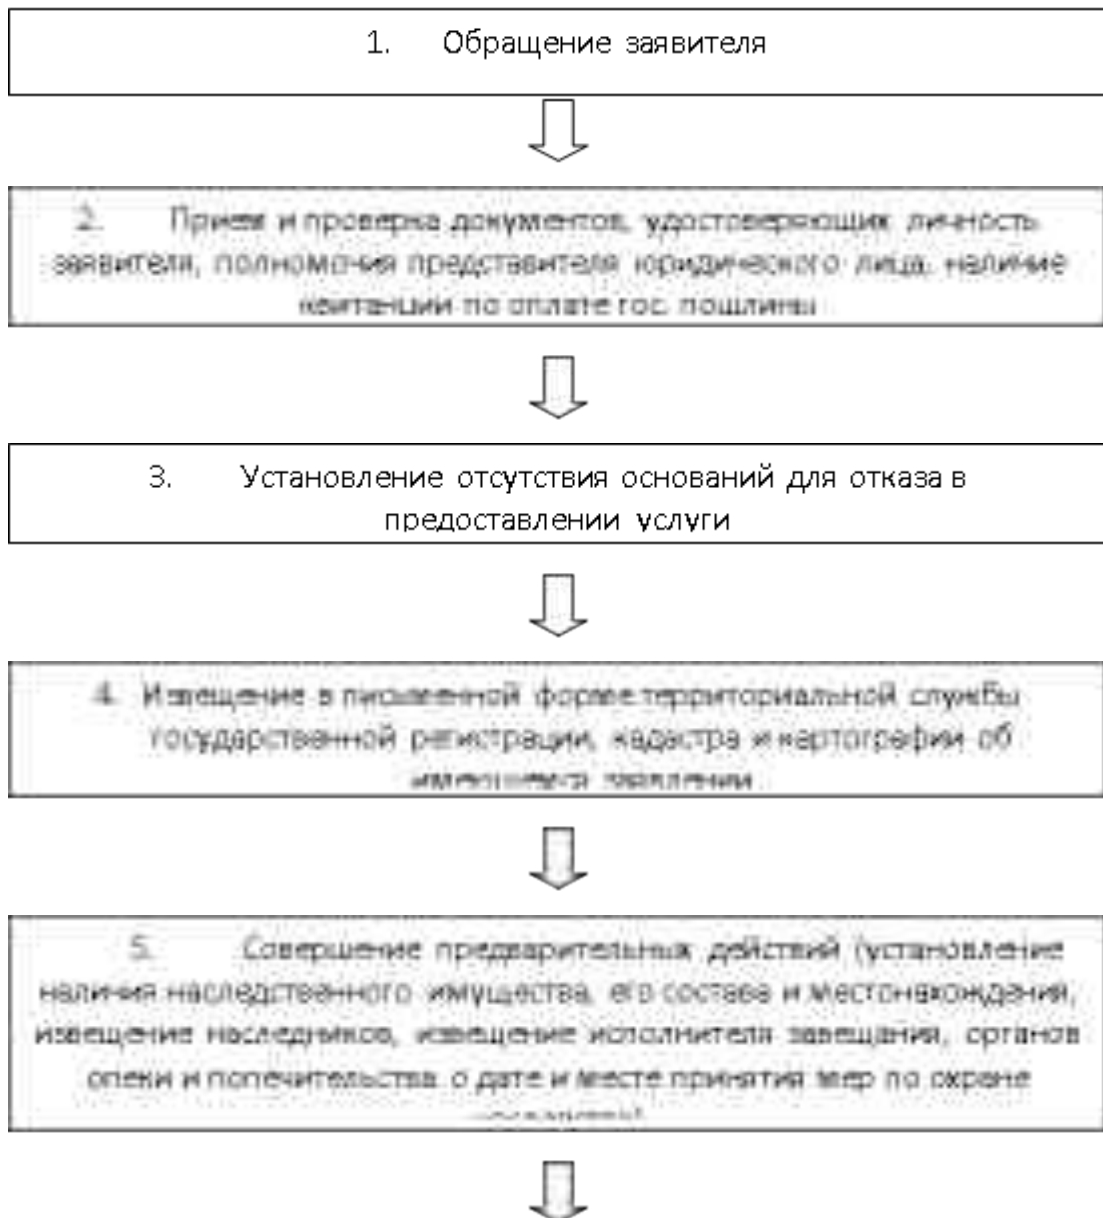 1. Обращение заявителя
2. Прием и проверка документов, удостоверяющих личность
заявителя, полномочия представителя юридического лица, наличие
квитанции по оплате гос. пошлины
3. Установление отсутствия оснований для отказа в
предоставлении услуги
4. Извещение в письменной форме территориальной службы
государственной регистрации, кадастра и картографии об
имеющемся заявлении
5. Совершение предварительных действий (установление
наличия наследственного имущества, его состава и местонахождения,
извещение наследников, извещение исполнителя завещания, органов
опеки и попечительства о дате и месте принятия мер по охране